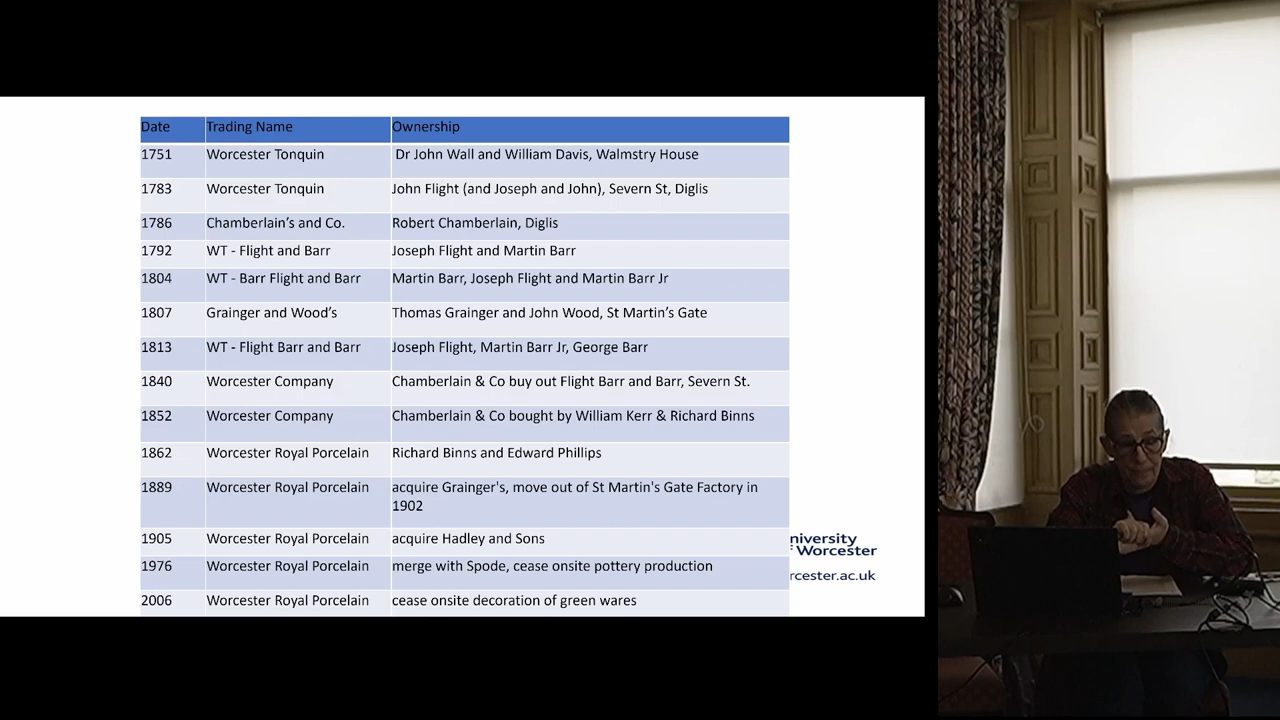 Date Trading Name Ownership
1751 Worcester Tonquin Dr John Wall and William Davis, Walmstry House
1783 Worcester Tonquin John Flight (and Joseph and John), Severn St, Diglis
1786 Chamberlain’s and Co. Robert Chamberlain, Diglis
1792 WT - Flight and Barr Joseph Flight and Martin Barr
1804 WT - Barr Flight and Barr Martin Barr, Joseph Flight and Martin Barr Jr
1807 Grainger and Wood’s Thomas Grainger and John Wood, St Martin’s Gate
1813 WT - Flight Barr and Barr Joseph Flight, Martin Barr Jr, George Barr
1840 Worcester Company Chamberlain & Co buy out Flight Barr and Barr, Severn St.
1852 Worcester Company Chamberlain & Co bought by William Kerr & Richard Binns
1862 Worcester Royal Porcelain Richard Binns and Edward Phillips
1889 Worcester Royal Porcelain acquire Grainger's, move out of St Martin's Gate Factory in
1902
1905 Worcester Royal Porcelain acquire Hadley and Sons
1976 Worcester Royal Porcelain merge with Spode, cease onsite pottery production
2006 Worcester Royal Porcelain cease onsite decoration of green wares
niversity
f Worcester
rcester.ac.uk